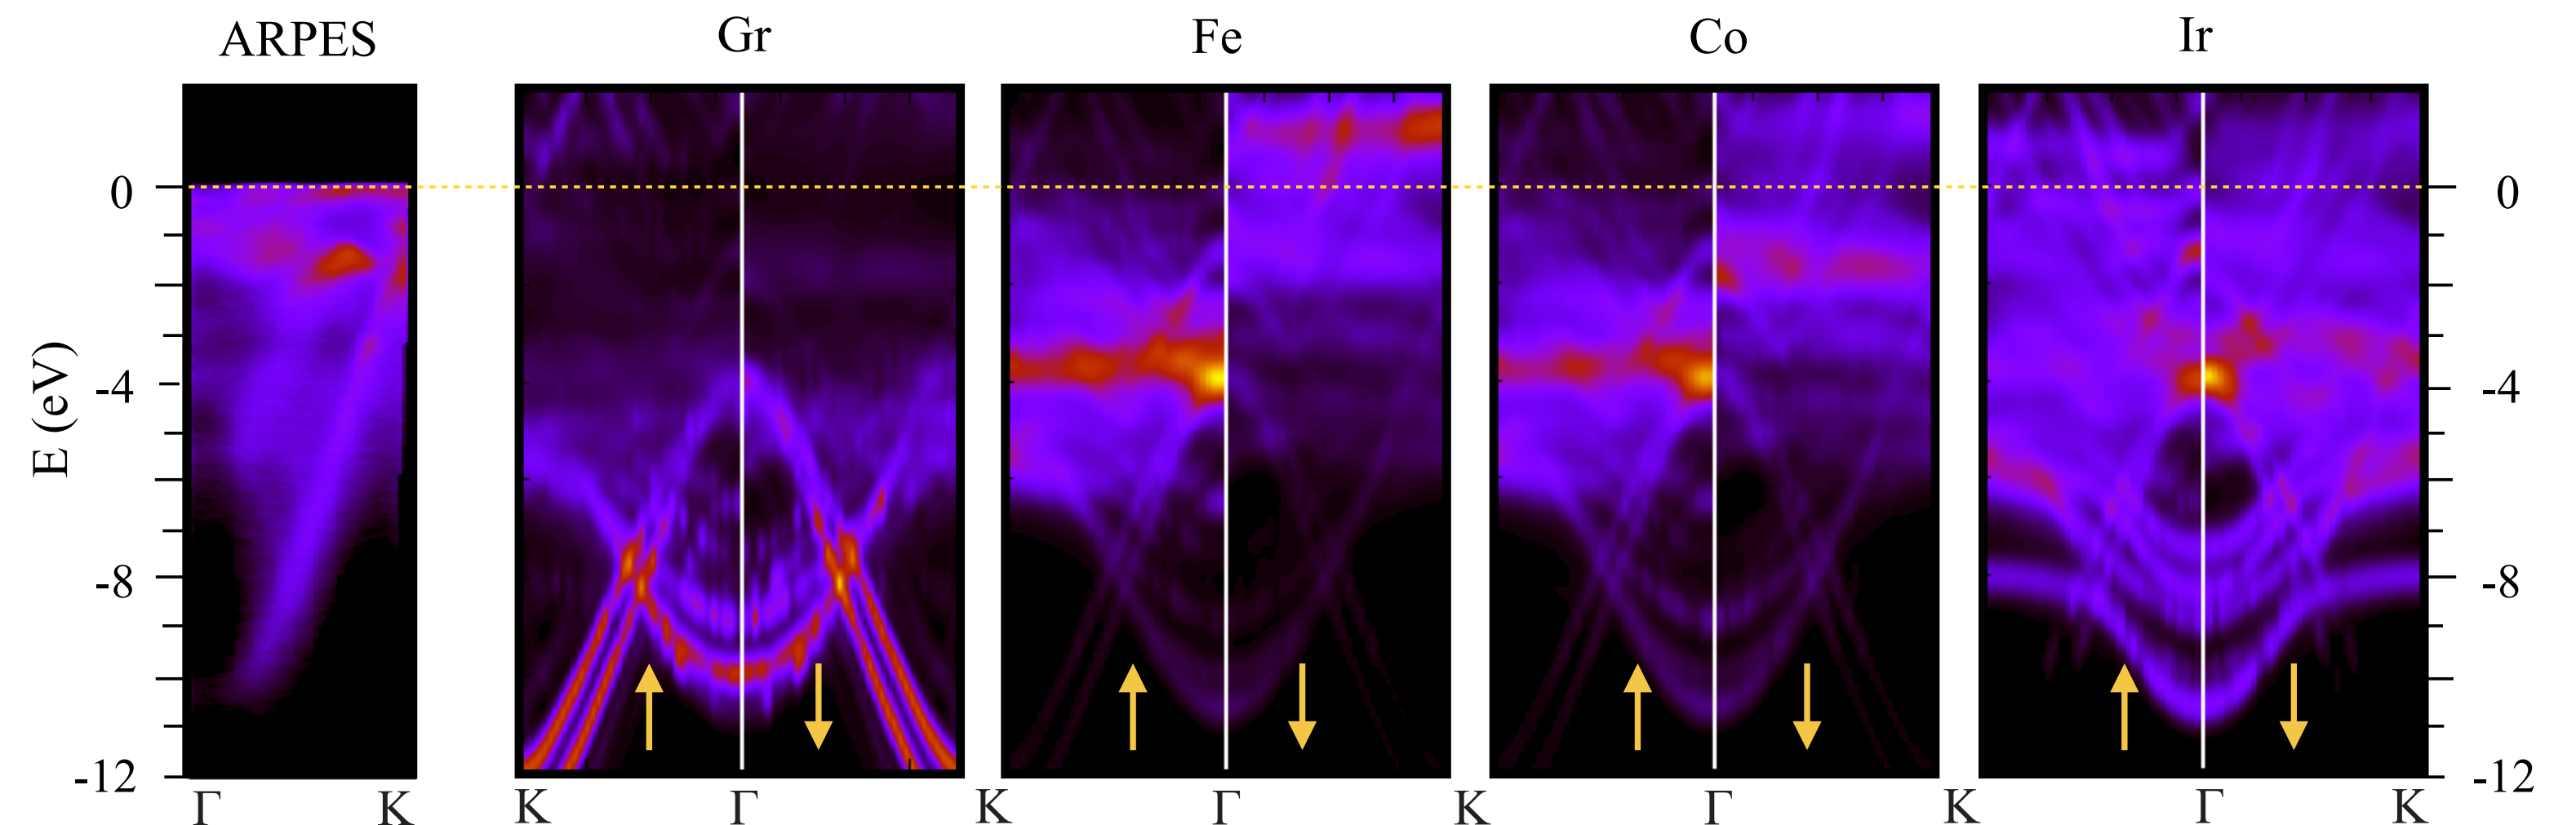 ARPES Gr Fe Co Ir
0 0
-4 -4
E (eV)
-8 -8
-12 -12
Γ K K Γ K Γ K Γ K Γ K